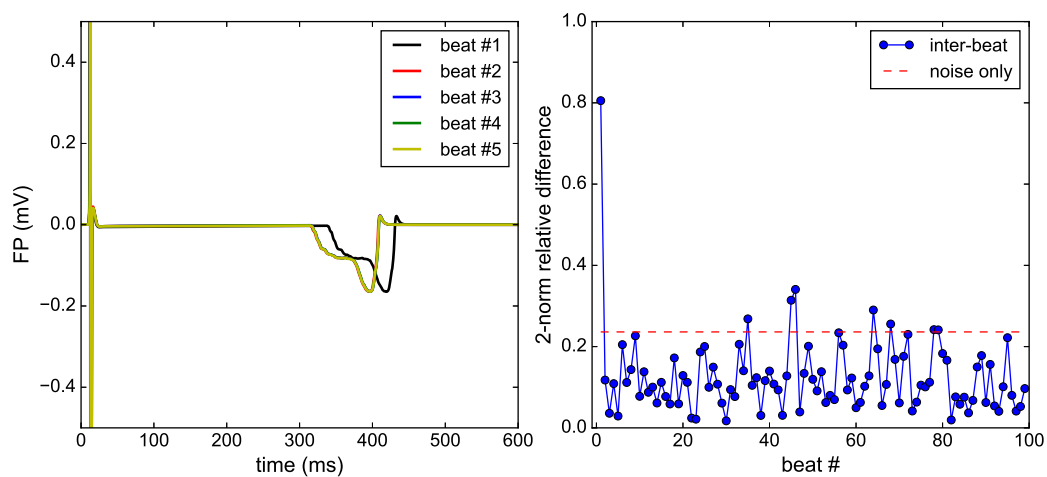 FP (mV)
0.4
0.2
0.0
−0.2
−0.4
0
100
200
300
400
500
600
time (ms)
beat #1
beat #2
beat #3
beat #4
beat #5
2-norm relative difference
1.0
0.8
0.6
0.4
0.2
0.0
0
20
40
60
80
100
beat #
inter-beat
noise only